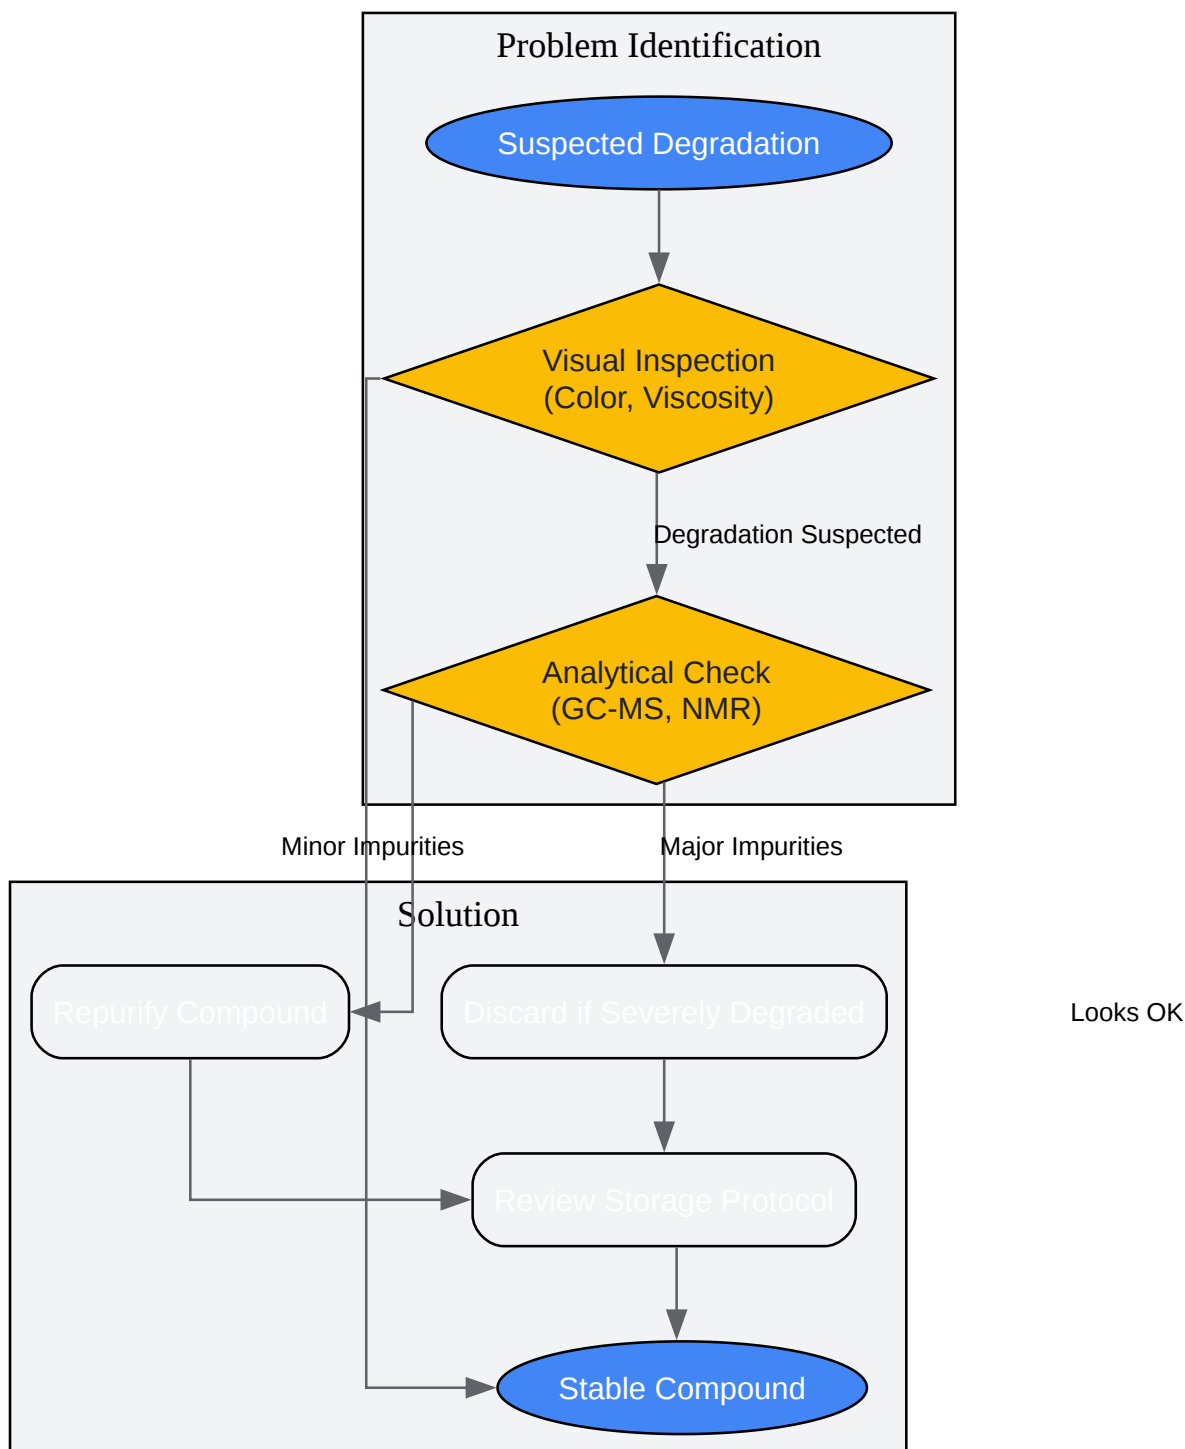 Problem Identification
Suspected Degradation
Visual Inspection
(Color, Viscosity)
Degradation Suspected
Analytical Check
(GC-MS, NMR)
Minor Impurities
Major Impurities
Solution
Repurify Compound
Discard if Severely Degraded
Looks OK
Review Storage Protocol
Stable Compound